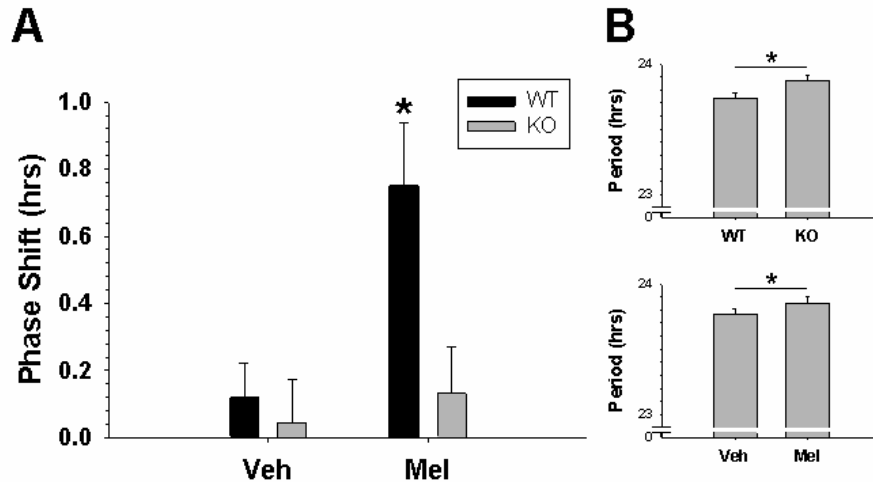 A
Phase Shift (hrs)
1.0
0.8
0.6
0.4
0.2
0.0
*
WT
KO
Veh Mel
B
Period (hrs)
24
23
0
*
WT KO
Period (hrs)
24
23
0
*
Veh Mel